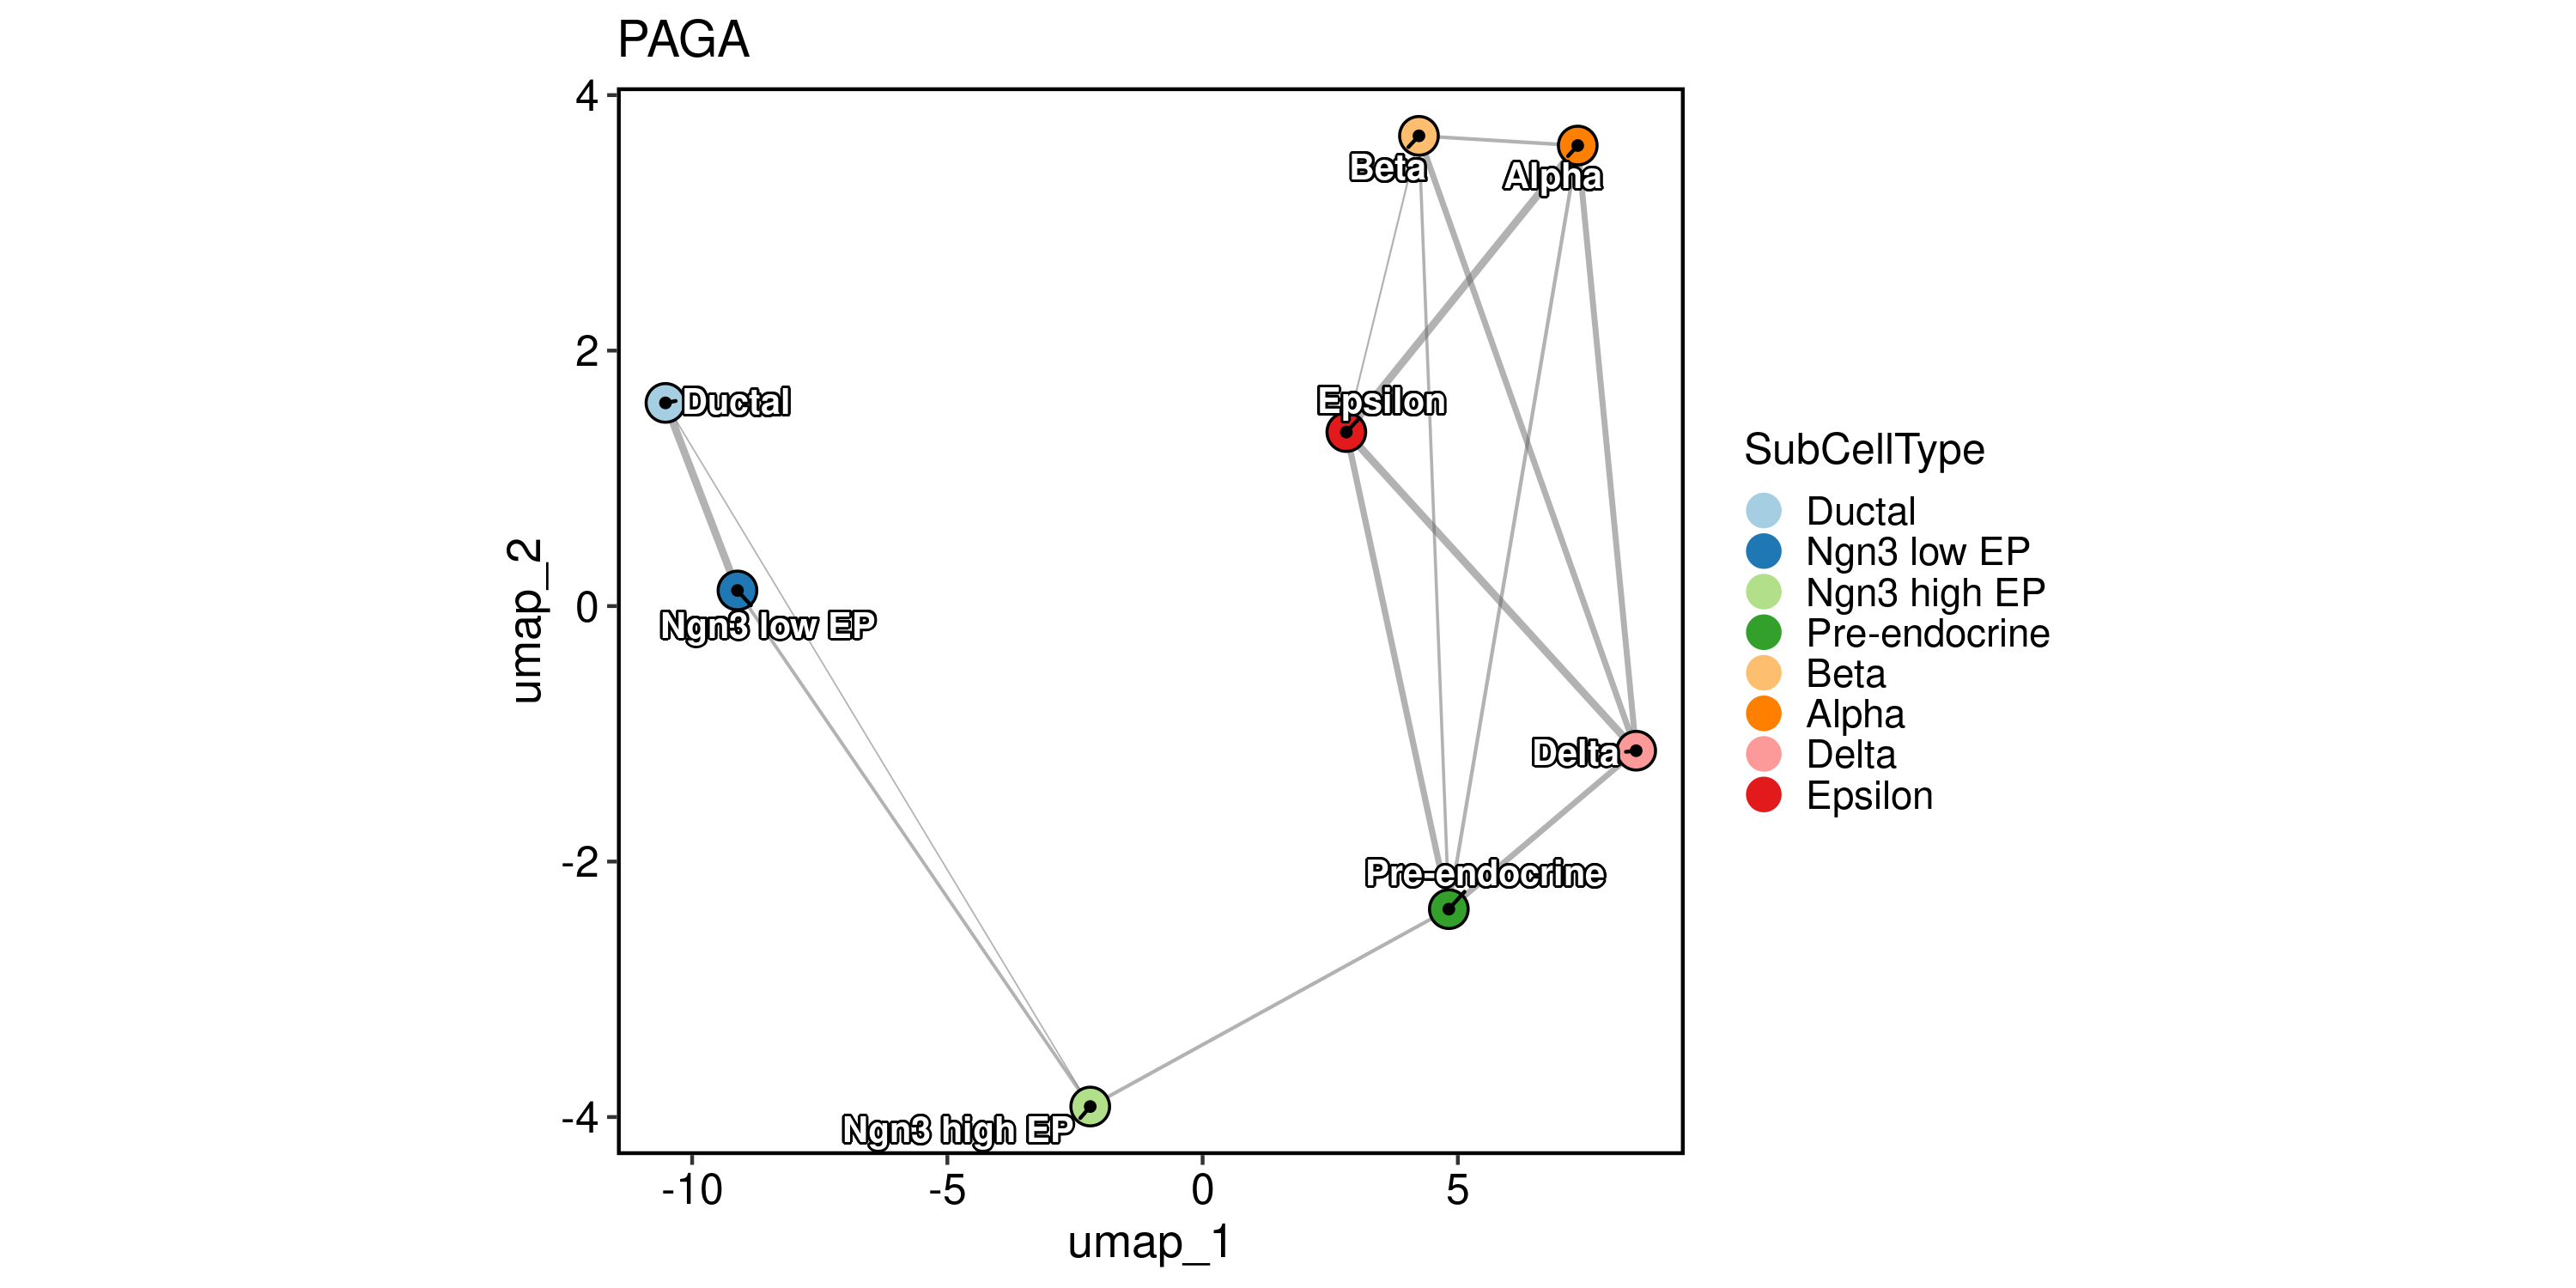 PAGA
4
2
0
-2
-4
umap_2
-10
-5
0
5
umap_1
Beta
Alpha
Ductal
Epsilon
Ngn3 low EP
Delta
Pre-endocrine
Ngn3 high EP
SubCellType
Ductal
Ngn3 low EP
Ngn3 high EP
Pre-endocrine
Beta
Alpha
Delta
Epsilon